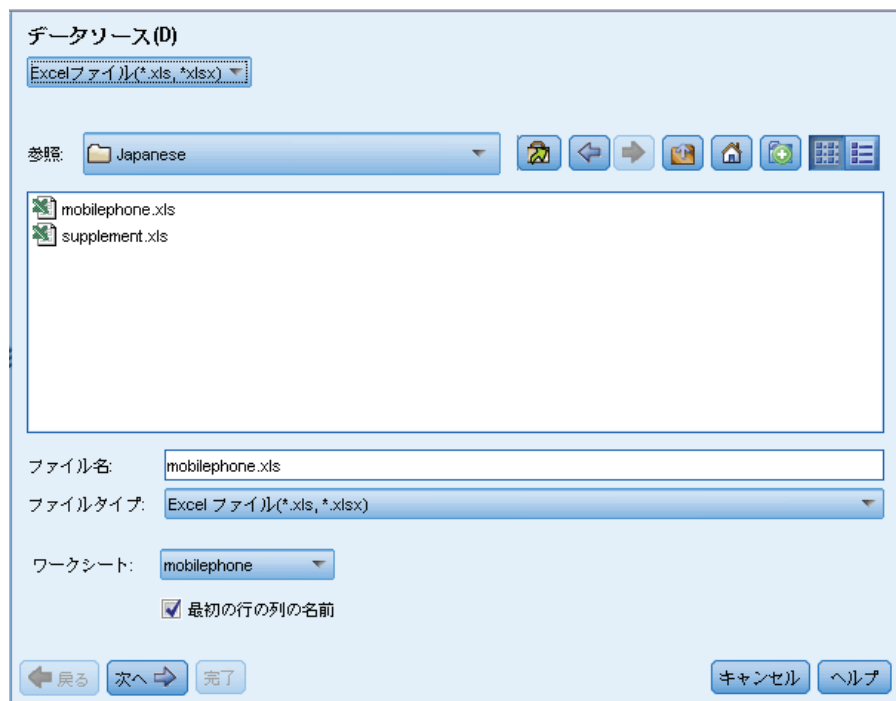 データソース(D)
Excelファイル(*.xls, *xlsx)
参照: Japanese
mobilephone.xls
supplement.xls
ファイル名: mobilephone.xls
ファイルタイプ: Excel ファイル(*.xls, *.xlsx)
ワークシート: mobilephone
最初の行の列の名前
戻る 次へ 完了 キャンセル ヘルプ